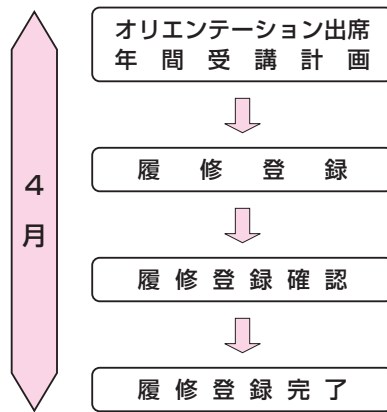 オリエンテーション出席
年間受講計画
4月
履修登録
履修登録確認
履修登録完了